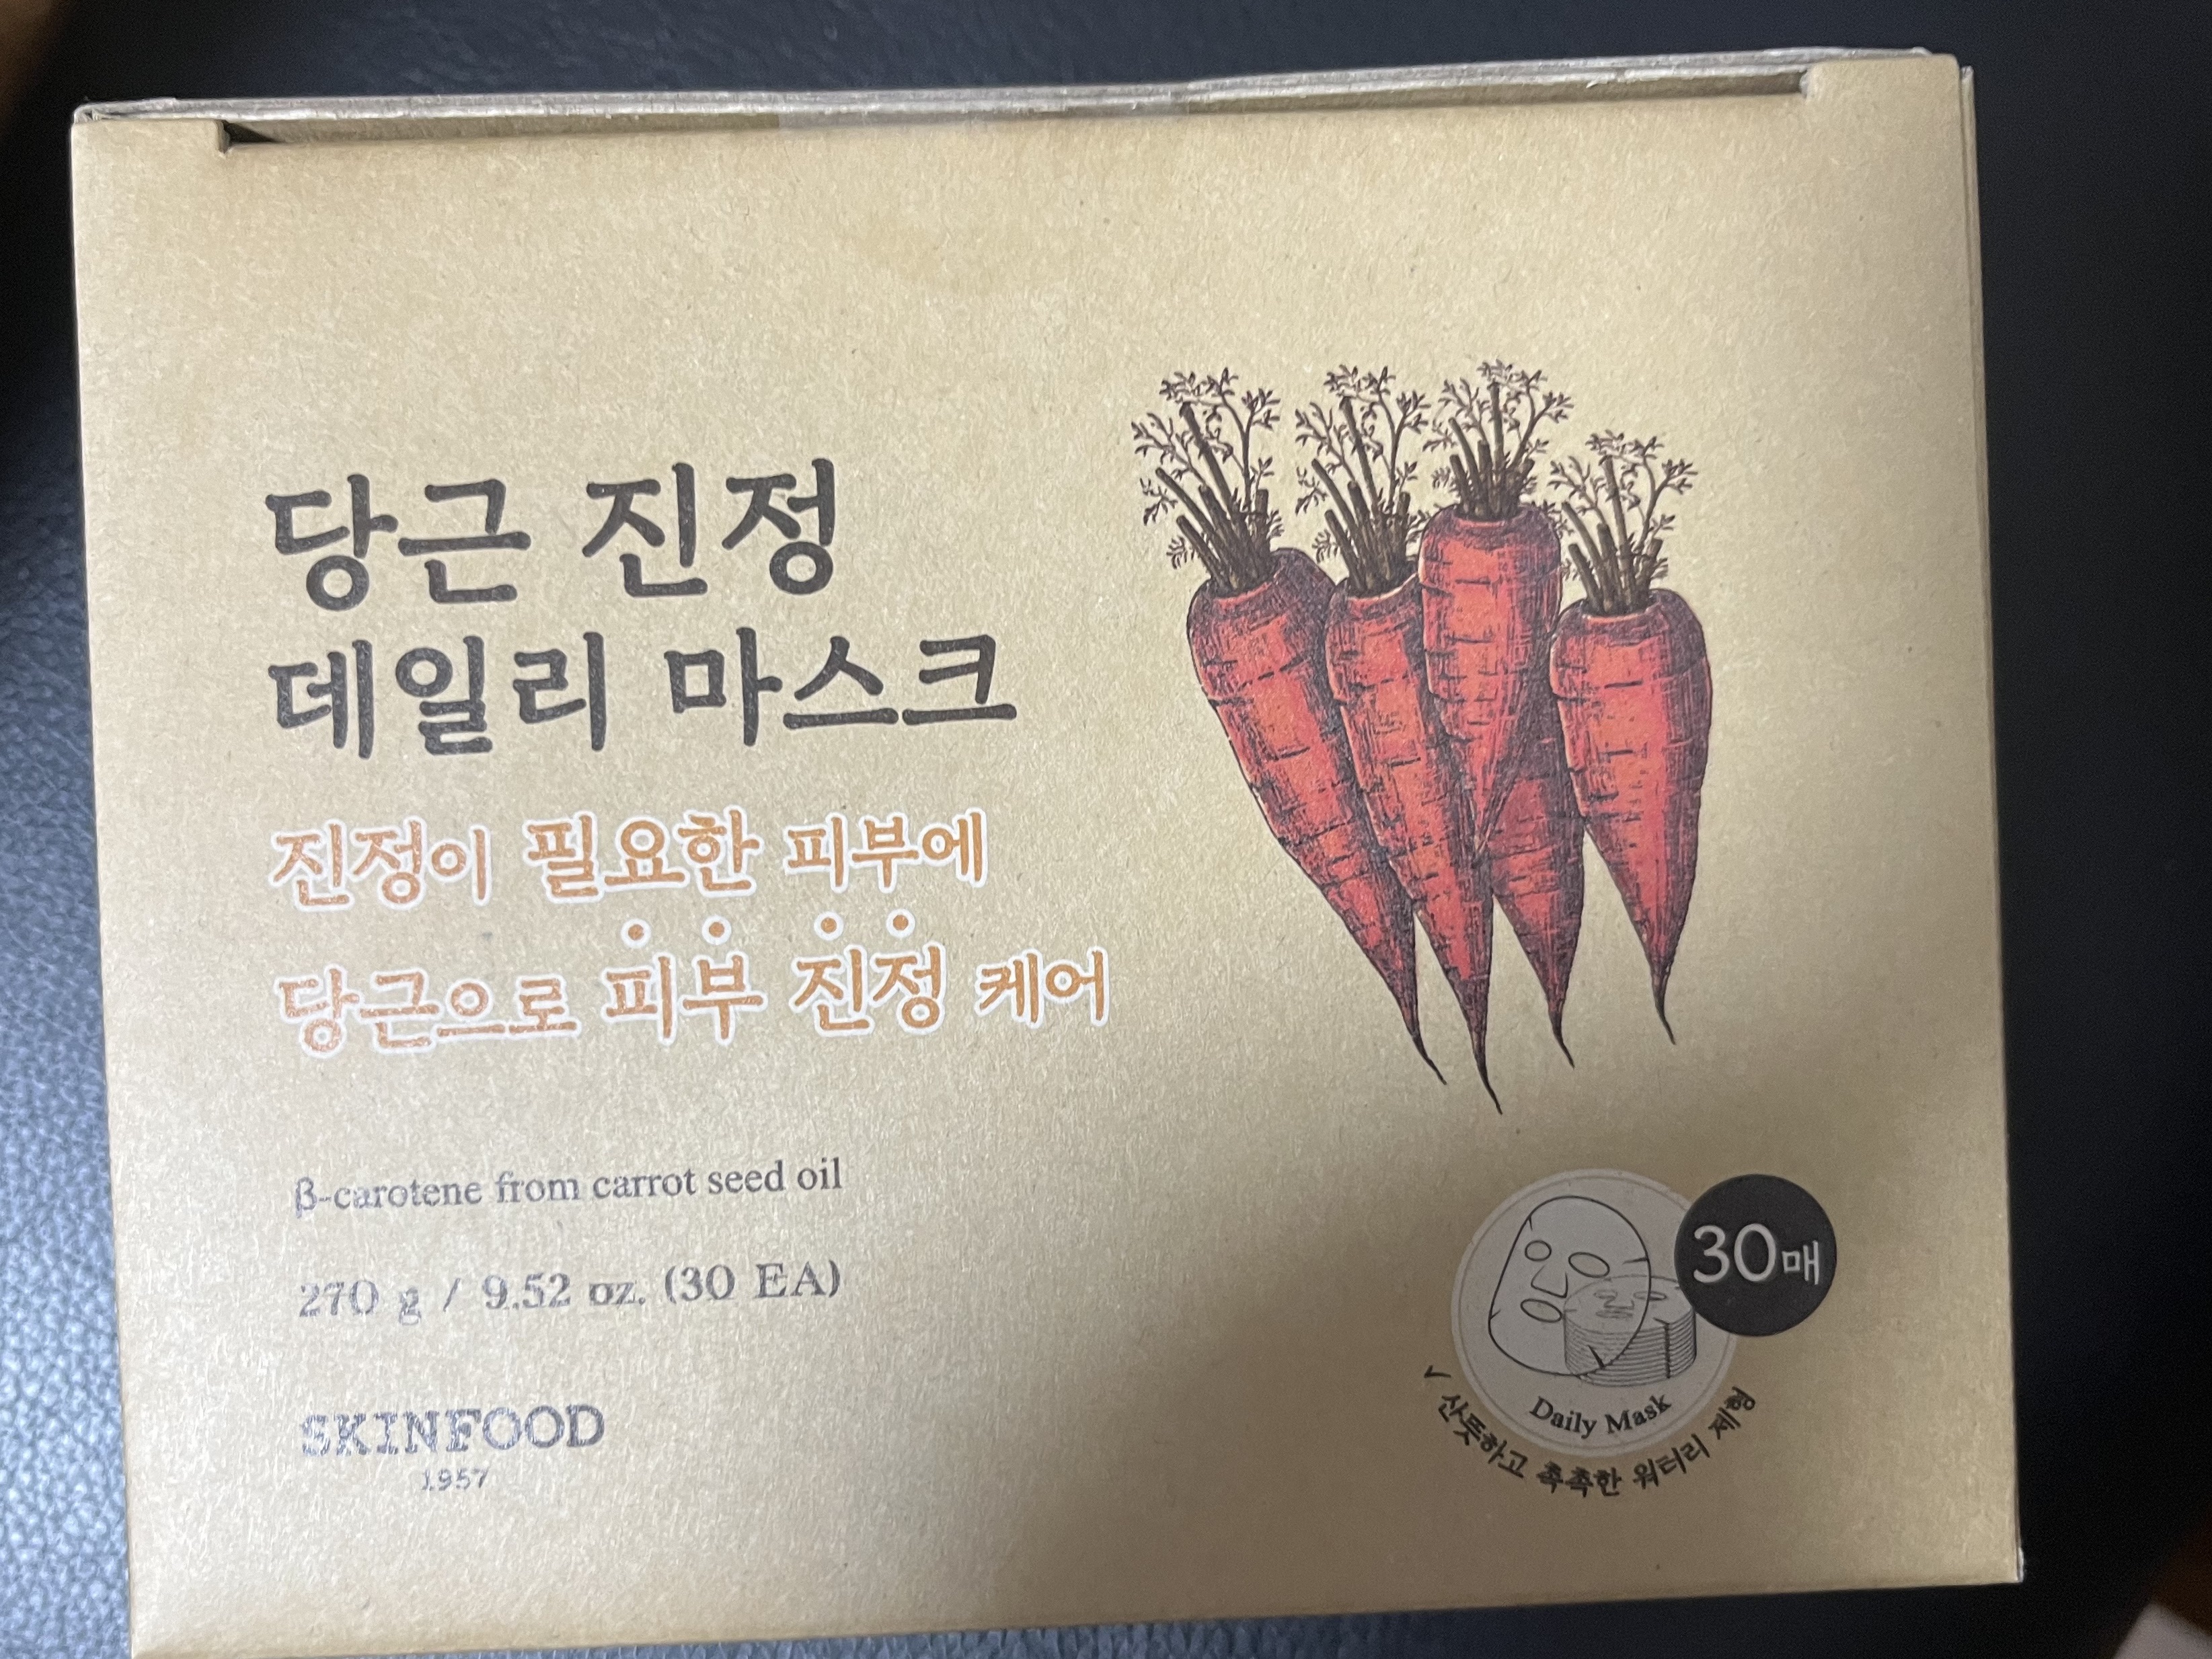 당근 진정
데일리 마스크
진정이 필요한 피부에
당근으로 피부 진정 케어
β-carotene from carrot seed oil
270 g / 9.52 oz. (30 EA)
SKINFOOD
1957
30매
Daily Mask
✓ 산뜻하고 촉촉한 워터리 제형